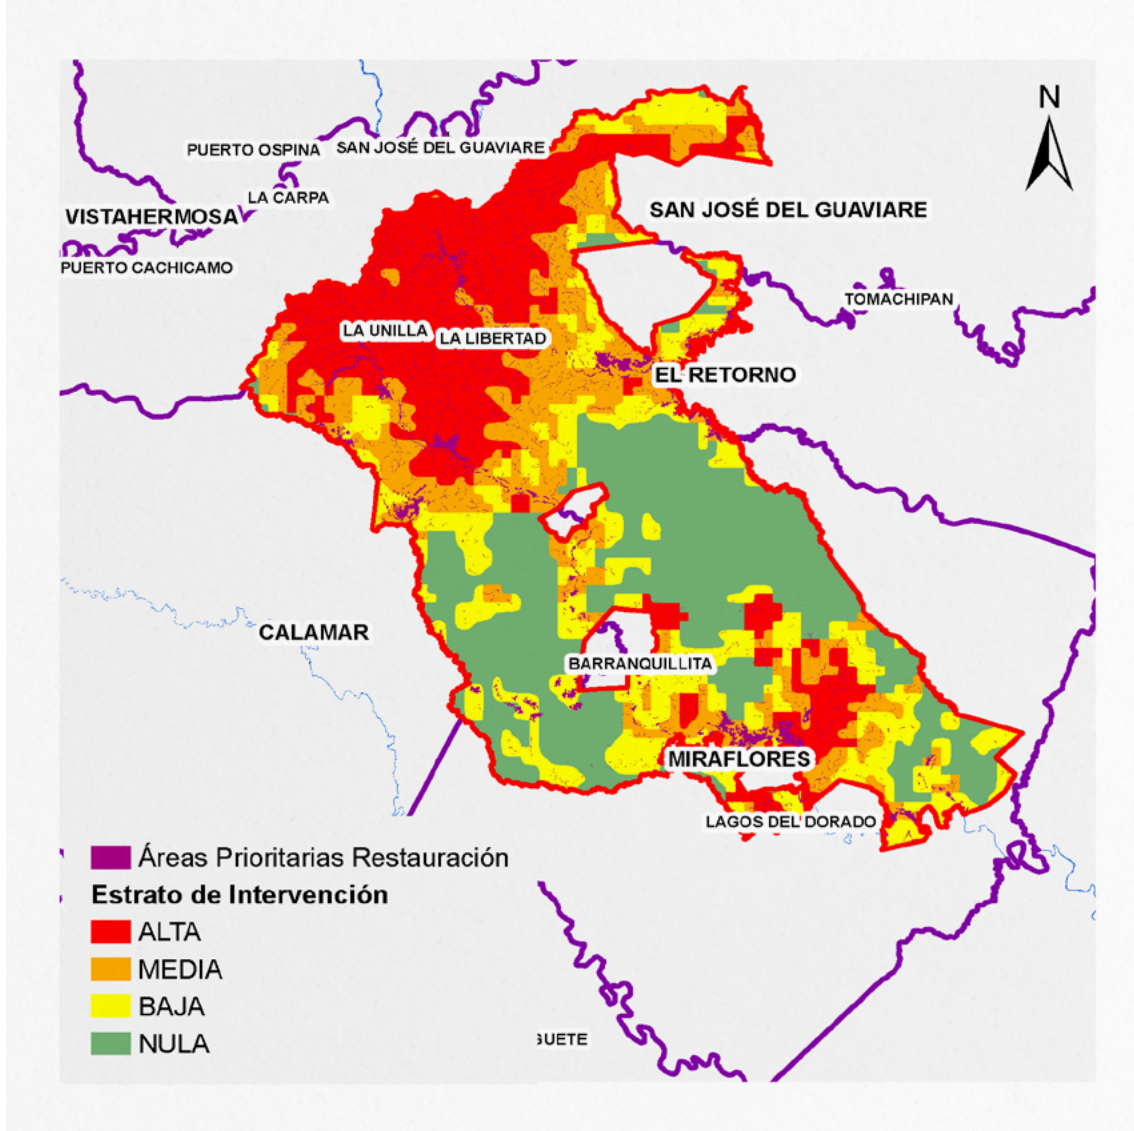 N
PUERTO OSPINA
SAN JOSÉ DEL GUAVIARE
LA CARPA
VISTAHERMOSA
SAN JOSÉ DEL GUAVIARE
PUERTO CACHICAMO
TOMACHIPAN
LA UNILLA
LA LIBERTAD
EL RETORNO
CALAMAR
BARRANQUILLITA
MIRAFLORES
LAGOS DEL DORADO
Áreas Prioritarias Restauración
Estrato de Intervención
ALTA
MEDIA
BAJA
NULA
GUETE